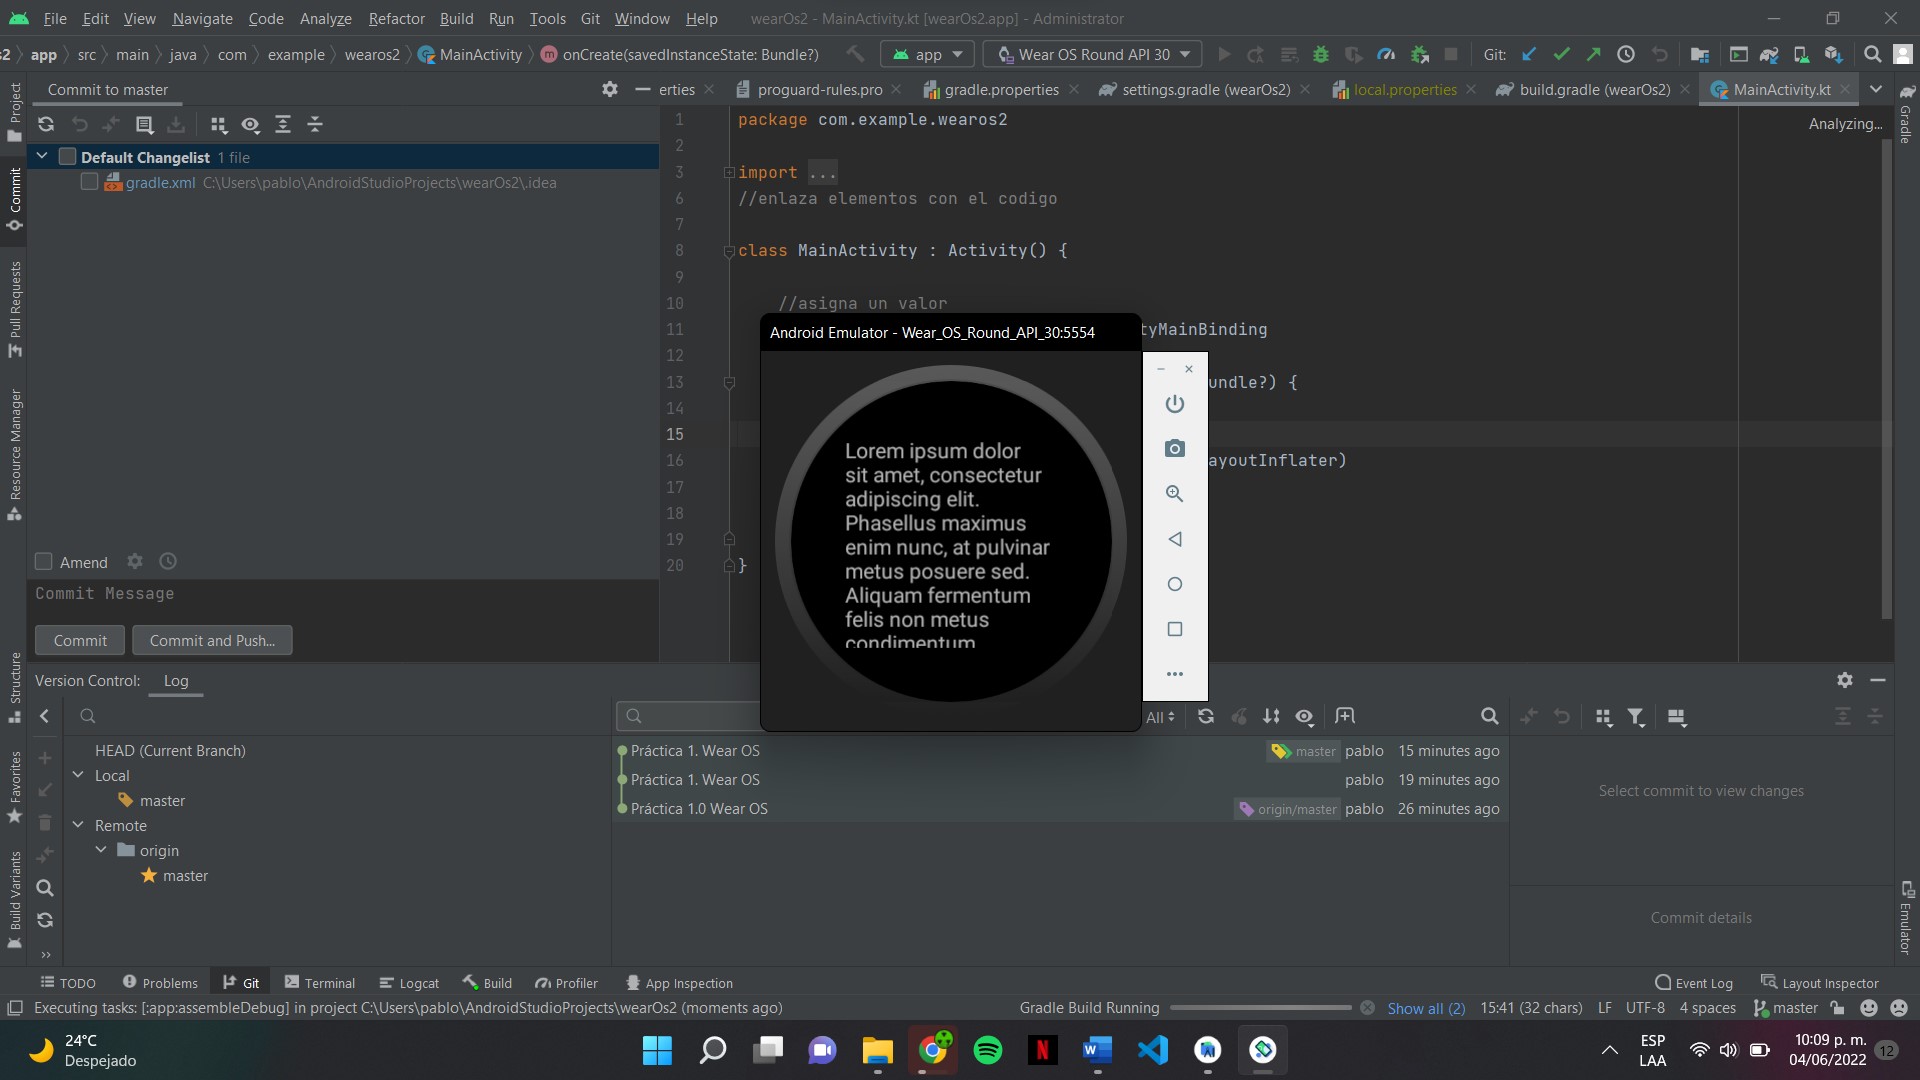 File Edit View Navigate Code Analyze Refactor Build Run Tools Git Window Help wearOs2 - MainActivity.kt [wearOs2.app] - Administrator
s2 app src main java com example wearos2 MainActivity onCreate(savedInstanceState: Bundle?) app Wear OS Round API 30 Git:
Commit to master
erties proguard-rules.pro gradle.properties settings.gradle (wearOs2) local.properties build.gradle (wearOs2) MainActivity.kt
Analyzing...
Default Changelist 1 file
gradle.xml C:\Users\pablo\AndroidStudioProjects\wearOs2\.idea
Amend
Commit Message
Commit Commit and Push...
1 package com.example.wearos2
2
3 import ...
6 //enlaza elementos con el codigo
7
8 class MainActivity : Activity() {
9
10 //asigna un valor
11 tyMainBinding
12
13 undle?) {
14
15
16 ayoutInflater)
17
18
19
20 }
Android Emulator - Wear_OS_Round_API_30:5554
Lorem ipsum dolor
sit amet, consectetur
adipiscing elit.
Phasellus maximus
enim nunc, at pulvinar
metus posuere sed.
Aliquam fermentum
felis non metus
condimentum
Project
Commit
Pull Requests
Resource Manager
Structure
Favorites
Build Variants
Gradle
Emulator
Version Control: Log
HEAD (Current Branch)
Local
master
Remote
origin
master
All
Práctica 1. Wear OS master pablo 15 minutes ago
Práctica 1. Wear OS pablo 19 minutes ago
Práctica 1.0 Wear OS origin/master pablo 26 minutes ago
Select commit to view changes
Commit details
TODO Problems Git Terminal Logcat Build Profiler App Inspection Event Log Layout Inspector
Executing tasks: [:app:assembleDebug] in project C:\Users\pablo\AndroidStudioProjects\wearOs2 (moments ago) Gradle Build Running Show all (2) 15:41 (32 chars) LF UTF-8 4 spaces master
24°C
Despejado
ESP
LAA
10:09 p. m.
04/06/2022
12